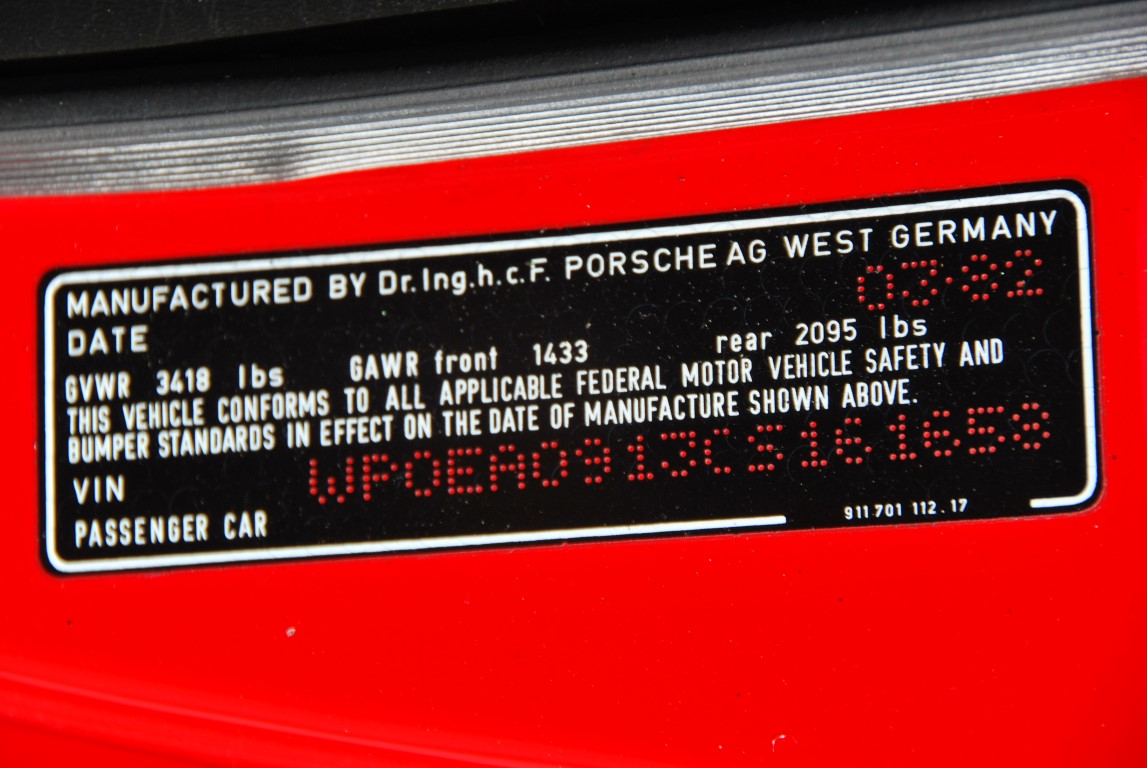 MANUFACTURED BY Dr.Ing.h.c.F. PORSCHE AG WEST GERMANY
DATE 03·82
GVWR 3418 lbs GAWR front 1433 rear 2095 lbs
THIS VEHICLE CONFORMS TO ALL APPLICABLE FEDERAL MOTOR VEHICLE SAFETY AND
BUMPER STANDARDS IN EFFECT ON THE DATE OF MANUFACTURE SHOWN ABOVE.
VIN WP0EA0913CS161658
PASSENGER CAR 911 701 112.17